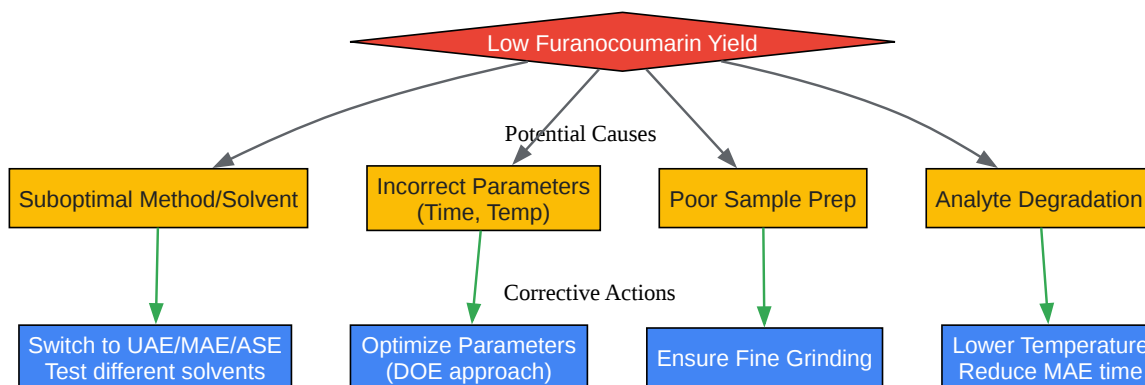 Low Furanocoumarin Yield
Potential Causes
Suboptimal Method/Solvent
Incorrect Parameters
(Time, Temp)
Poor Sample Prep
Analyte Degradation
Corrective Actions
Switch to UAE/MAE/ASE
Test different solvents
Optimize Parameters
(DOE approach)
Ensure Fine Grinding
Lower Temperature
Reduce MAE time